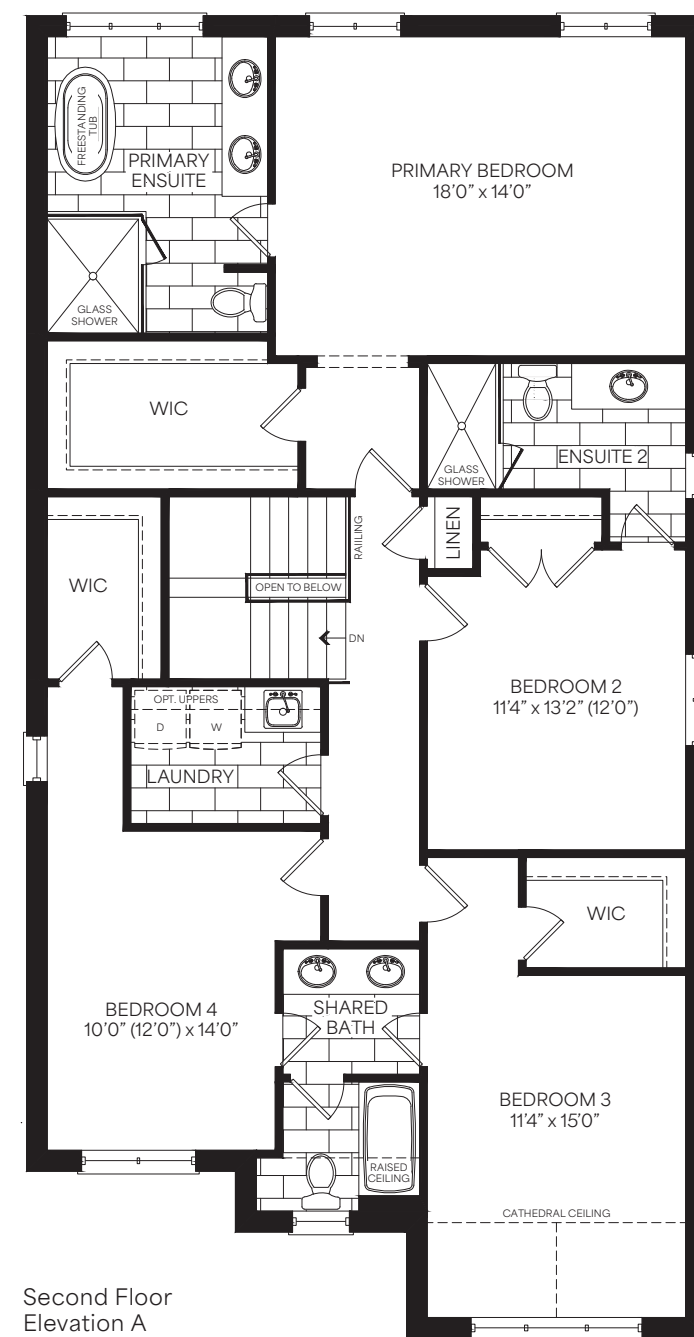 FREESTANDING
TUB
PRIMARY
ENSUITE
PRIMARY BEDROOM
18'0” x 14'0”
GLASS
SHOWER
WIC
GLASS
SHOWER
ENSUITE 2
RAILING
LINEN
WIC
OPEN TO BELOW
DN
BEDROOM 2
11'4” x 13'2” (12'0”)
OPT. UPPERS
D
W
LAUNDRY
WIC
BEDROOM 4
10'0” (12'0”) x 14'0”
SHARED
BATH
BEDROOM 3
11'4” x 15'0”
RAISED
CEILING
CATHEDRAL CEILING
Second Floor
Elevation A